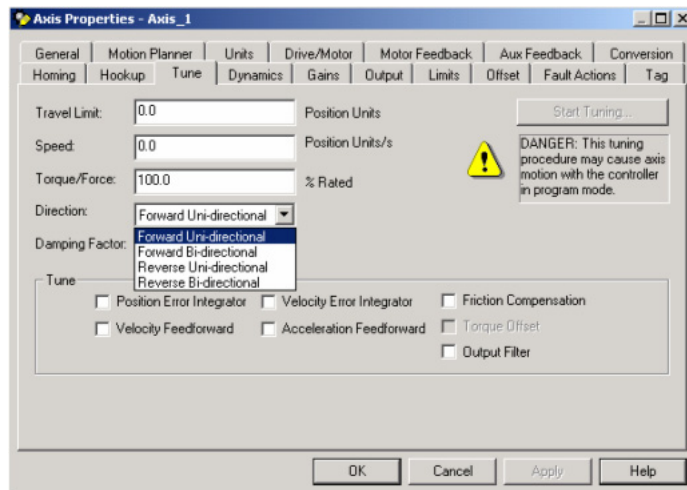 Axis Properties - Axis_1
General Motion Planner Units Drive/Motor Motor Feedback Aux Feedback Conversion
Homing Hookup Tune Dynamics Gains Output Limits Offset Fault Actions Tag
Travel Limit: 0.0 Position Units Start Tuning...
Speed: 0.0 Position Units/s
DANGER: This tuning
procedure may cause axis
motion with the controller
in program mode.
Torque/Force: 100.0 % Rated
Direction: Forward Uni-directional
Damping Factor:
Forward Uni-directional
Forward Bi-directional
Reverse Uni-directional
Reverse Bi-directional
Tune
Position Error Integrator Velocity Error Integrator Friction Compensation
Velocity Feedforward Acceleration Feedforward Torque Offset
Output Filter
OK Cancel Apply Help